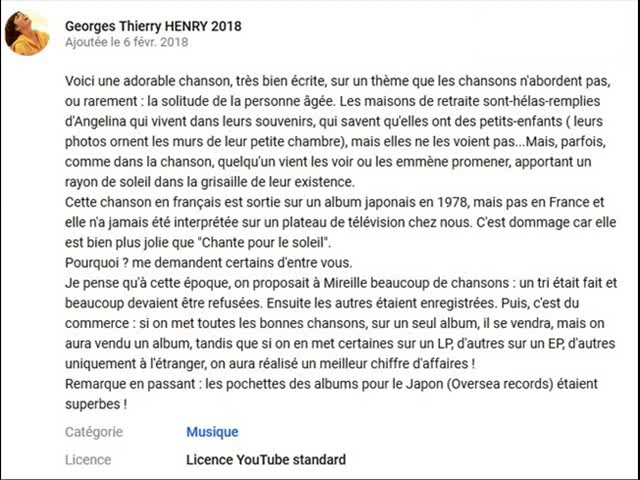 Georges Thierry HENRY 2018
Ajoutée le 6 févr. 2018
Voici une adorable chanson, très bien écrite, sur un thème que les chansons n'abordent pas,
ou rarement : la solitude de la personne âgée. Les maisons de retraite sont-hélas-remplies
d'Angelina qui vivent dans leurs souvenirs, qui savent qu'elles ont des petits-enfants ( leurs
photos ornent les murs de leur petite chambre), mais elles ne les voient pas...Mais, parfois,
comme dans la chanson, quelqu'un vient les voir ou les emmène promener, apportant un
rayon de soleil dans la grisaille de leur existence.
Cette chanson en français est sortie sur un album japonais en 1978, mais pas en France et
elle n'a jamais été interprétée sur un plateau de télévision chez nous. C'est dommage car elle
est bien plus jolie que "Chante pour le soleil".
Pourquoi ? me demandent certains d'entre vous.
Je pense qu'à cette époque, on proposait à Mireille beaucoup de chansons : un tri était fait et
beaucoup devaient être refusées. Ensuite les autres étaient enregistrées. Puis, c'est du
commerce : si on met toutes les bonnes chansons, sur un seul album, il se vendra, mais on
aura vendu un album, tandis que si on en met certaines sur un LP, d'autres sur un EP, d'autres
uniquement à l'étranger, on aura réalisé un meilleur chiffre d'affaires !
Remarque en passant : les pochettes des albums pour le Japon (Oversea records) étaient
superbes !
Catégorie Musique
Licence Licence YouTube standard